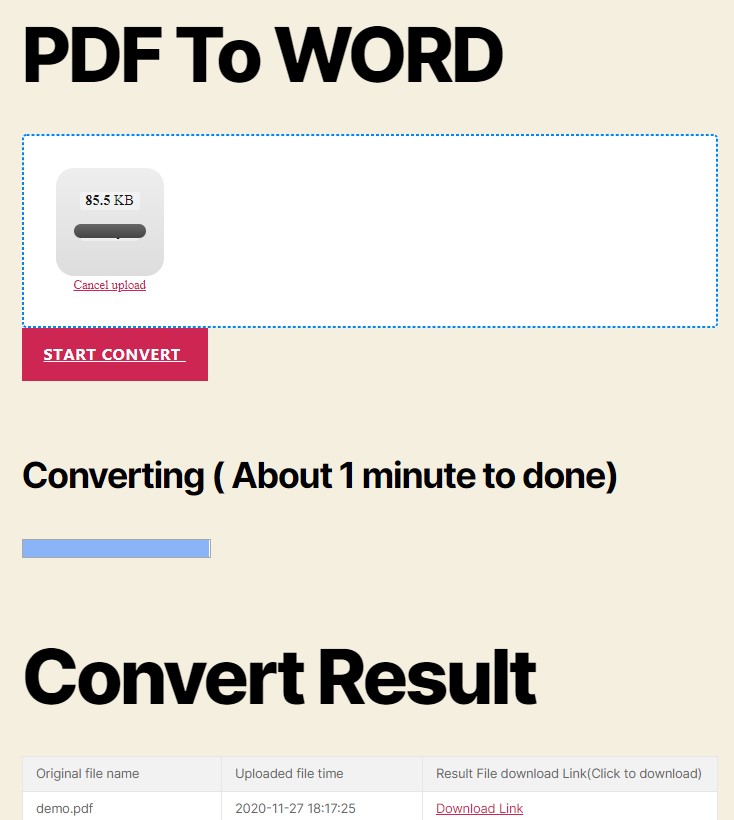 PDF To WORD
85.5 KB
Cancel upload
START CONVERT
Converting ( About 1 minute to done)
Convert Result
Original file name Uploaded file time Result File download Link(Click to download)
demo.pdf 2020-11-27 18:17:25 Download Link